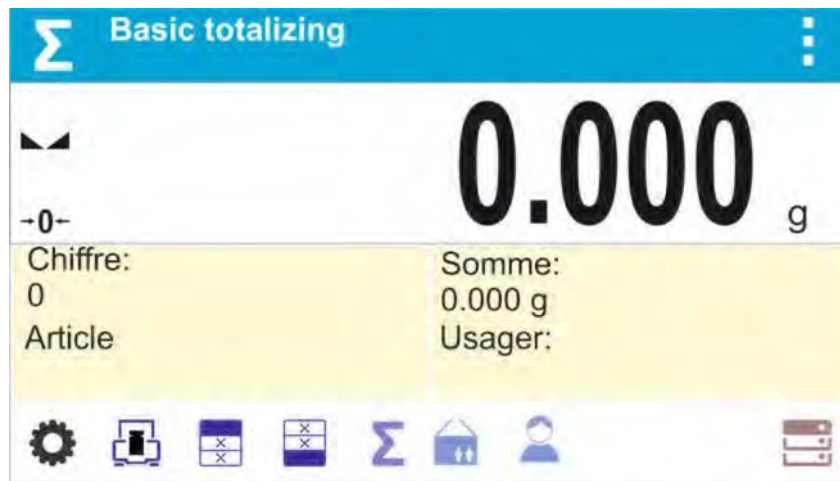 Σ Basic totalizing
0.000 g
→0←
Chiffre:
0
Article
Somme:
0.000 g
Usager:
Σ